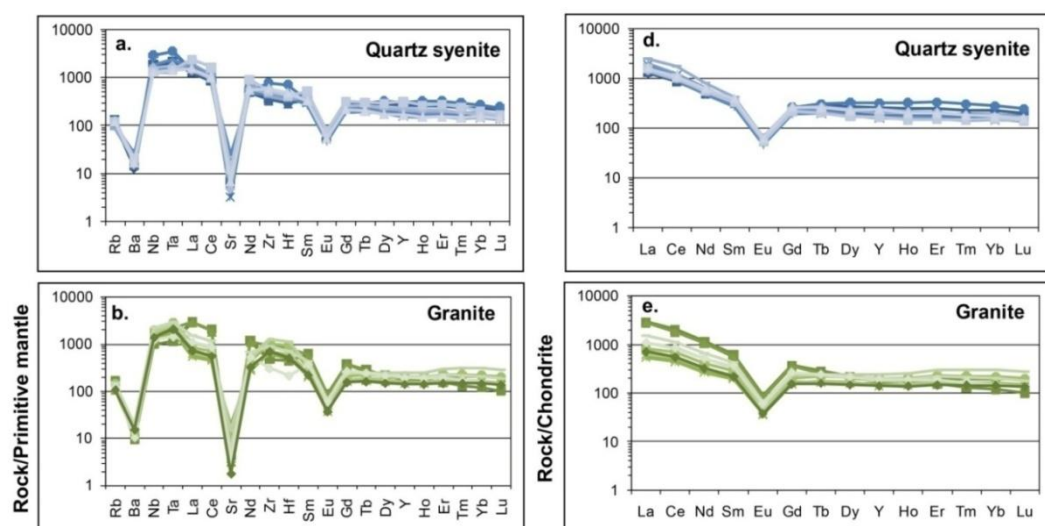 a.
Quartz syenite
10000
1000
100
10
1
Rb Ba Nb Ta La Ce Sr Nd Zr Hf Sm Eu Gd Tb Dy Y Ho Er Tm Yb Lu
d.
Quartz syenite
10000
1000
100
10
1
La Ce Nd Sm Eu Gd Tb Dy Y Ho Er Tm Yb Lu
Rock/Primitive mantle
b.
Granite
10000
1000
100
10
1
Rb Ba Nb Ta La Ce Sr Nd Zr Hf Sm Eu Gd Tb Dy Y Ho Er Tm Yb Lu
Rock/Chondrite
e.
Granite
10000
1000
100
10
1
La Ce Nd Sm Eu Gd Tb Dy Y Ho Er Tm Yb Lu